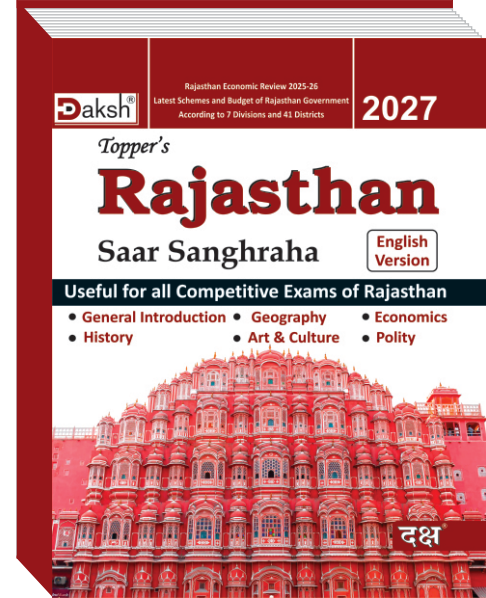 Rajasthan Economic Review 2025-26
Latest Schemes and Budget of Rajasthan Government
According to 7 Divisions and 41 Districts
Daksh®
2027
Topper's
Rajasthan
Saar Sanghraha
English
Version
Useful for all Competitive Exams of Rajasthan
• General Introduction • Geography • Economics
• History • Art & Culture • Polity
दक्ष